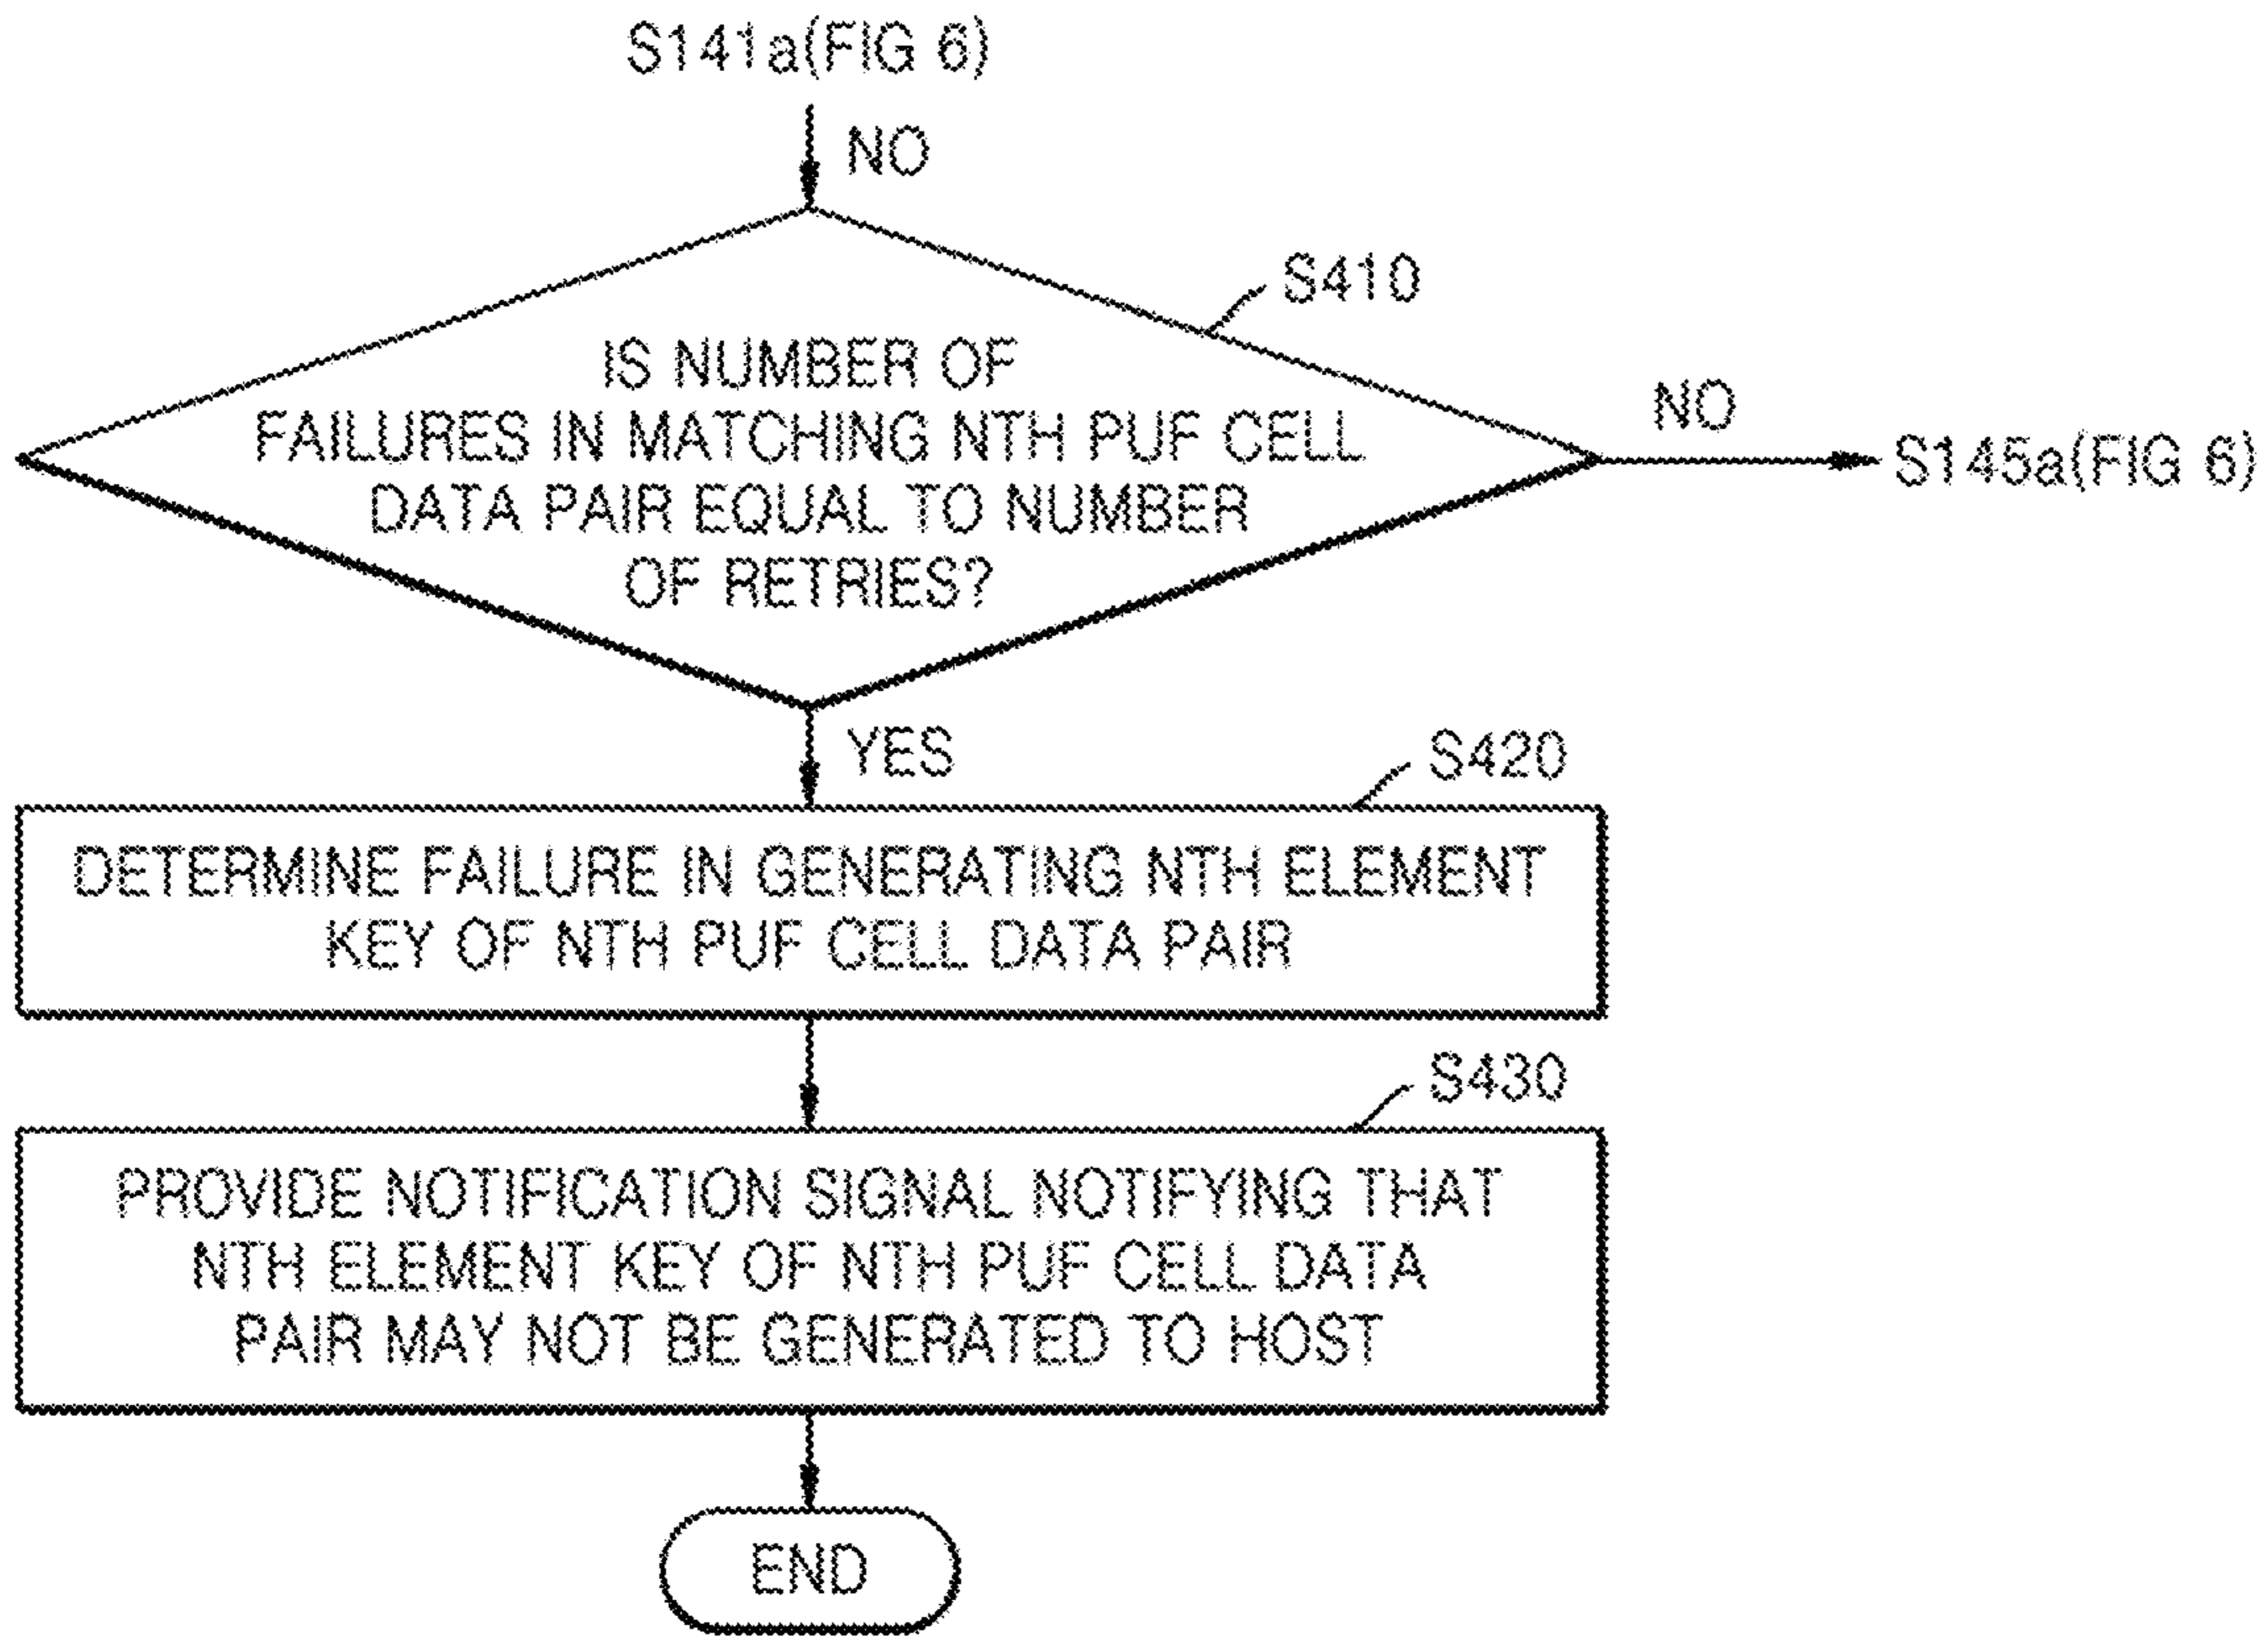 S141a(FIG 6)
NO
S410
IS NUMBER OF
FAILURES IN MATCHING NTH PUF CELL
DATA PAIR EQUAL TO NUMBER
OF RETRIES?
NO
S145a(FIG 6)
YES
S420
DETERMINE FAILURE IN GENERATING NTH ELEMENT
KEY OF NTH PUF CELL DATA PAIR
S430
PROVIDE NOTIFICATION SIGNAL NOTIFYING THAT
NTH ELEMENT KEY OF NTH PUF CELL DATA
PAIR MAY NOT BE GENERATED TO HOST
END